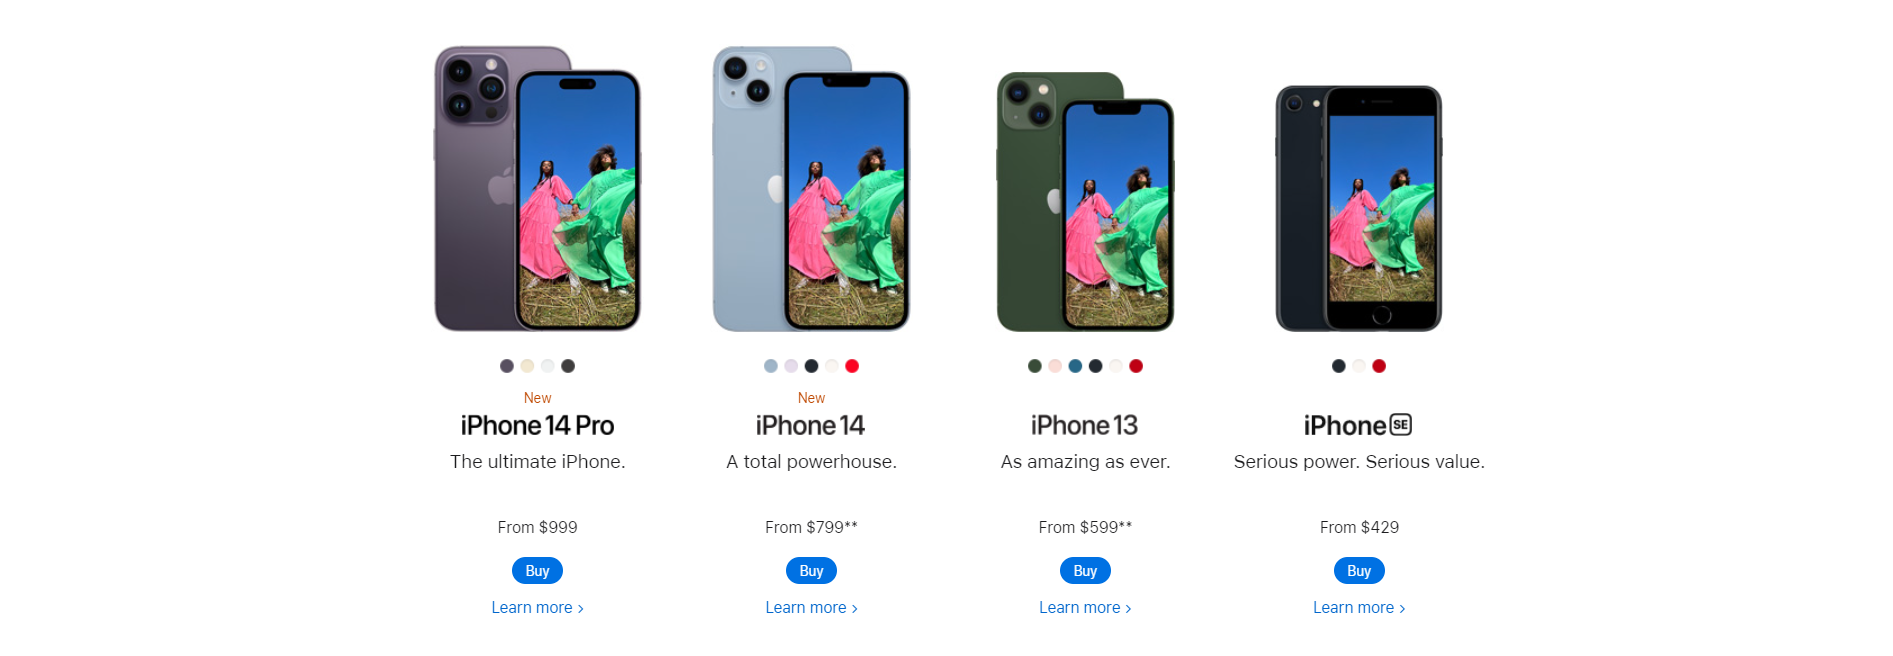 New
iPhone 14 Pro
The ultimate iPhone.
From $999
Buy
Learn more >
New
iPhone 14
A total powerhouse.
From $799**
Buy
Learn more >
iPhone 13
As amazing as ever.
From $599**
Buy
Learn more >
iPhone SE
Serious power. Serious value.
From $429
Buy
Learn more >